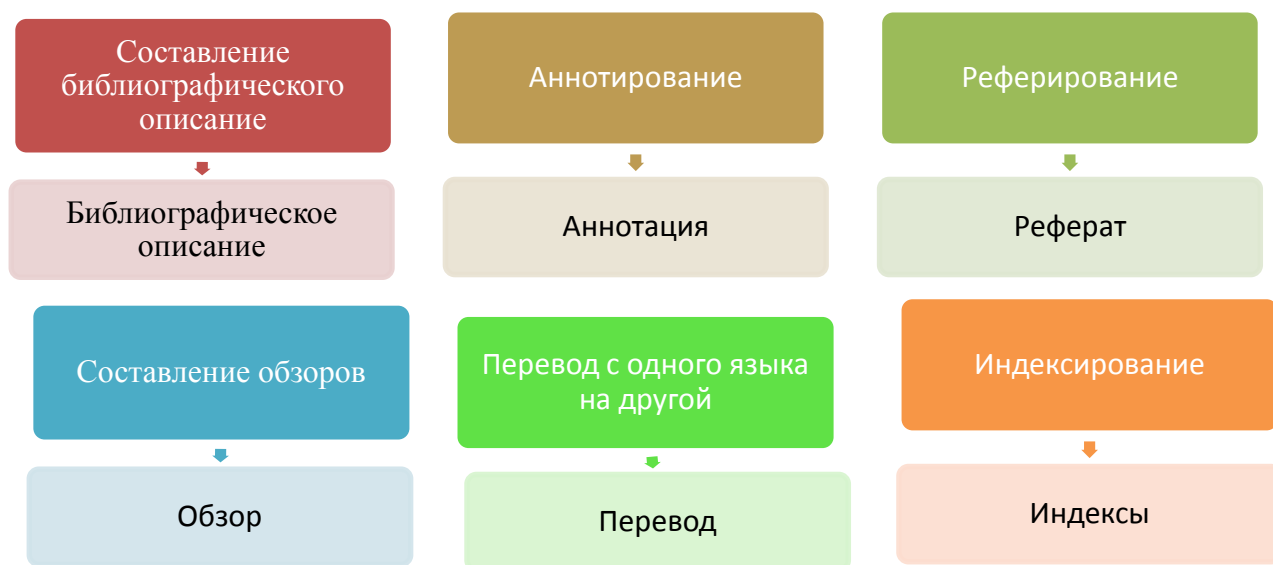 Составление
библиографического
описание
Аннотирование
Реферирование
Библиографическое
описание
Аннотация
Реферат
Составление обзоров
Перевод с одного языка
на другой
Индексирование
Обзор
Перевод
Индексы